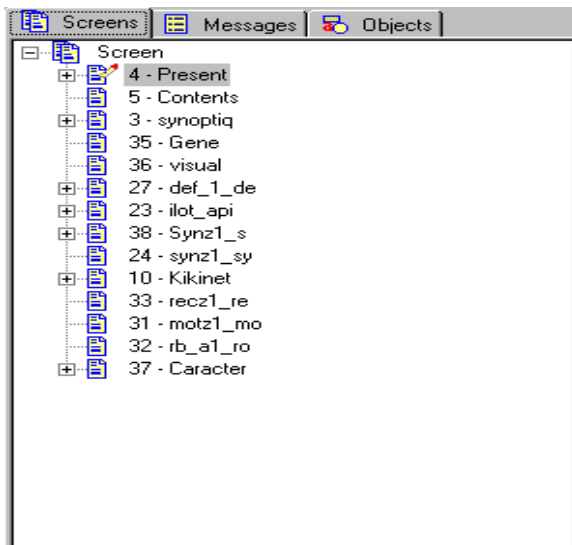 Screens Messages Objects
Screen
4 - Present
5 - Contents
3 - synoptiq
35 - Gene
36 - visual
27 - def_1_de
23 - ilot_api
38 - Synz1_s
24 - synz1_sy
10 - Kikinet
33 - recz1_re
31 - motz1_mo
32 - rb_a1_ro
37 - Caracter